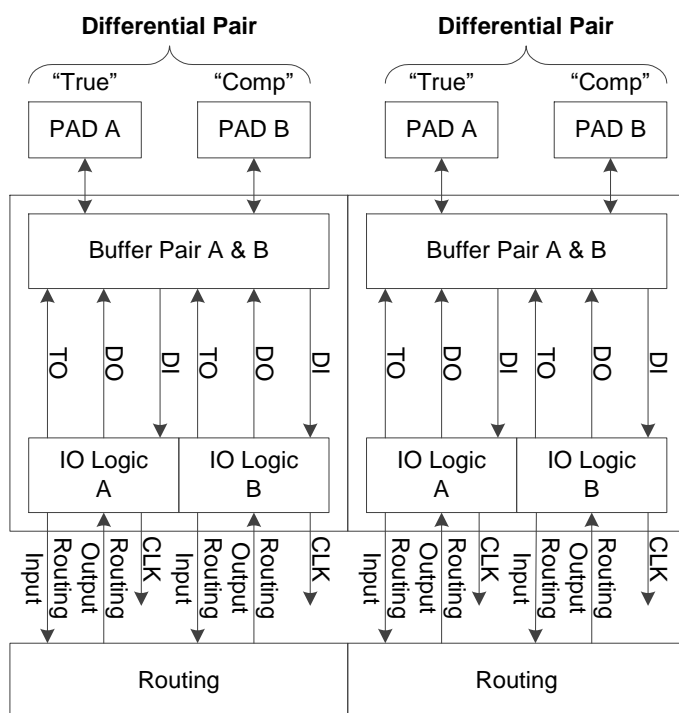 Differential Pair Differential Pair
“True” “Comp” “True” “Comp”
PAD A PAD B PAD A PAD B
Buffer Pair A & B Buffer Pair A & B
TO DO DI TO DO DI TO DO DI TO DO DI
IO Logic IO Logic IO Logic IO Logic
A B A B
Routing Routing CLK Routing Routing CLK Routing Routing CLK Routing Routing CLK
Input Output Input Output Input Output Input Output
Routing Routing